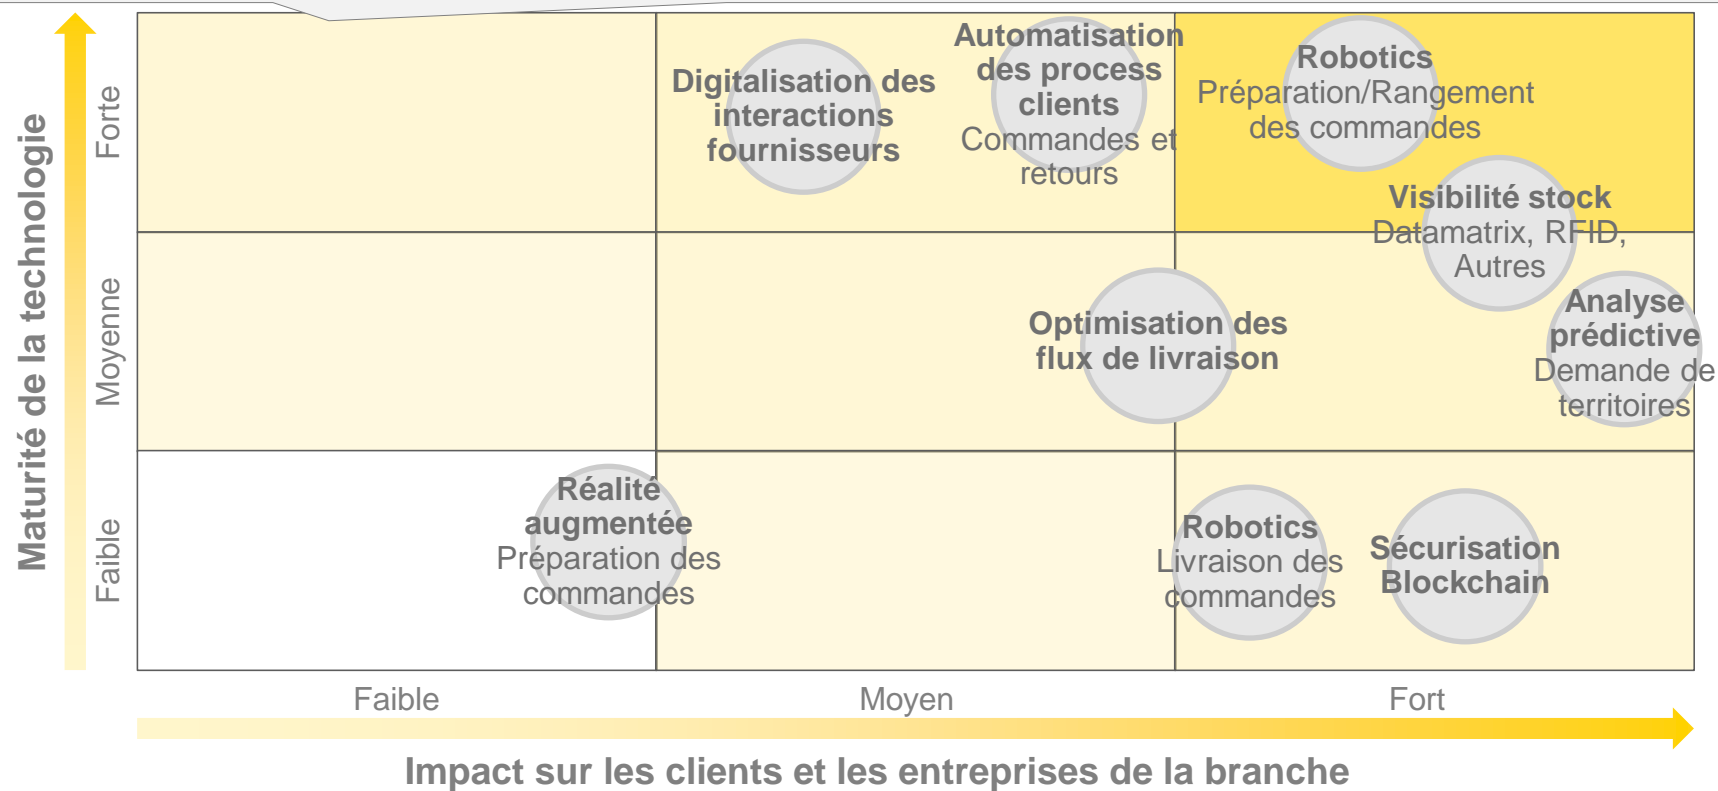 Maturité de la technologie
Forte
Moyenne
Faible
Digitalisation des
interactions
fournisseurs
Automatisation
des process
clients
Commandes et
retours
Robotics
Préparation/Rangement
des commandes
Visibilité stock
Datamatrix, RFID,
Autres
Optimisation des
flux de livraison
Analyse
prédictive
Demande de
territoires
Réalité
augmentée
Préparation des
commandes
Robotics
Livraison des
commandes
Sécurisation
Blockchain
Faible
Moyen
Fort
Impact sur les clients et les entreprises de la branche